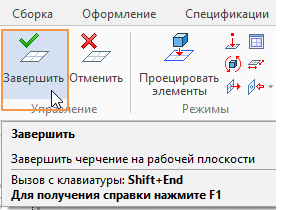 Сборка Оформление Спецификации
Завершить Отменить Проецировать
элементы
Управление Режимы
Завершить
Завершить черчение на рабочей плоскости
Вызов с клавиатуры: Shift+End
Для получения справки нажмите F1